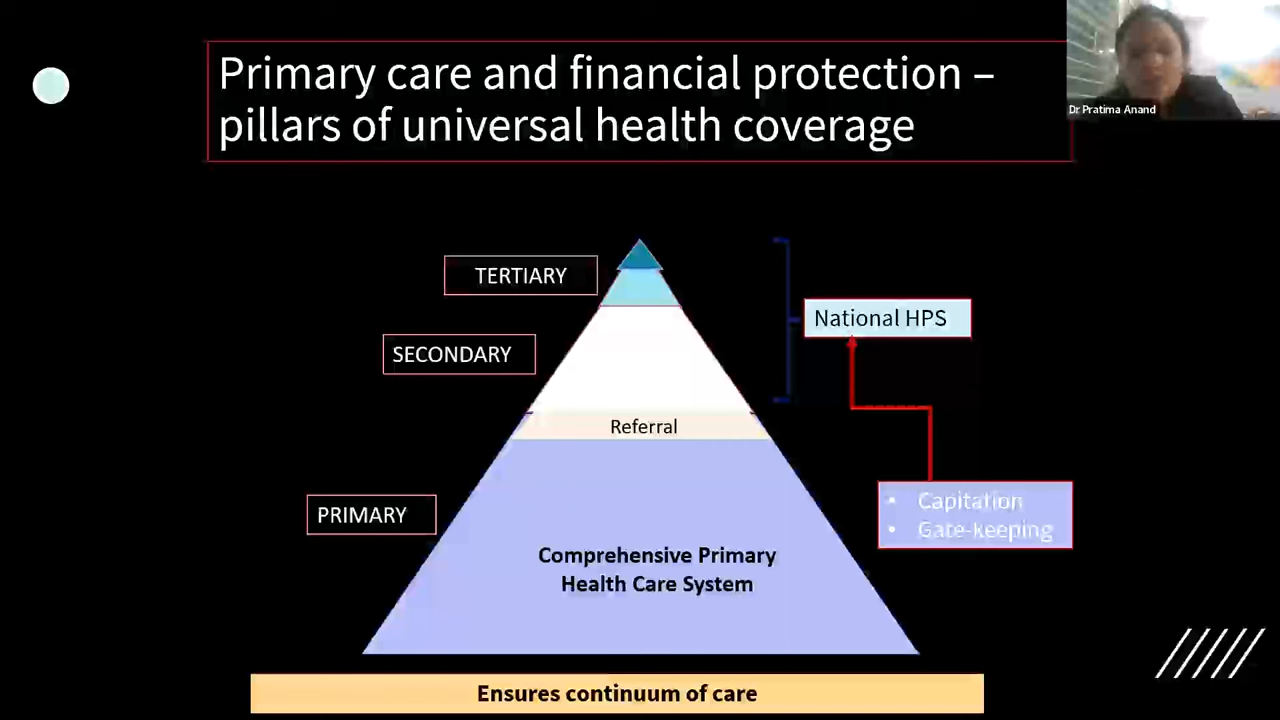 Primary care and financial protection –
pillars of universal health coverage
Dr Pratima Anand
TERTIARY
National HPS
SECONDARY
Referral
PRIMARY
• Capitation
• Gate-keeping
Comprehensive Primary
Health Care System
Ensures continuum of care